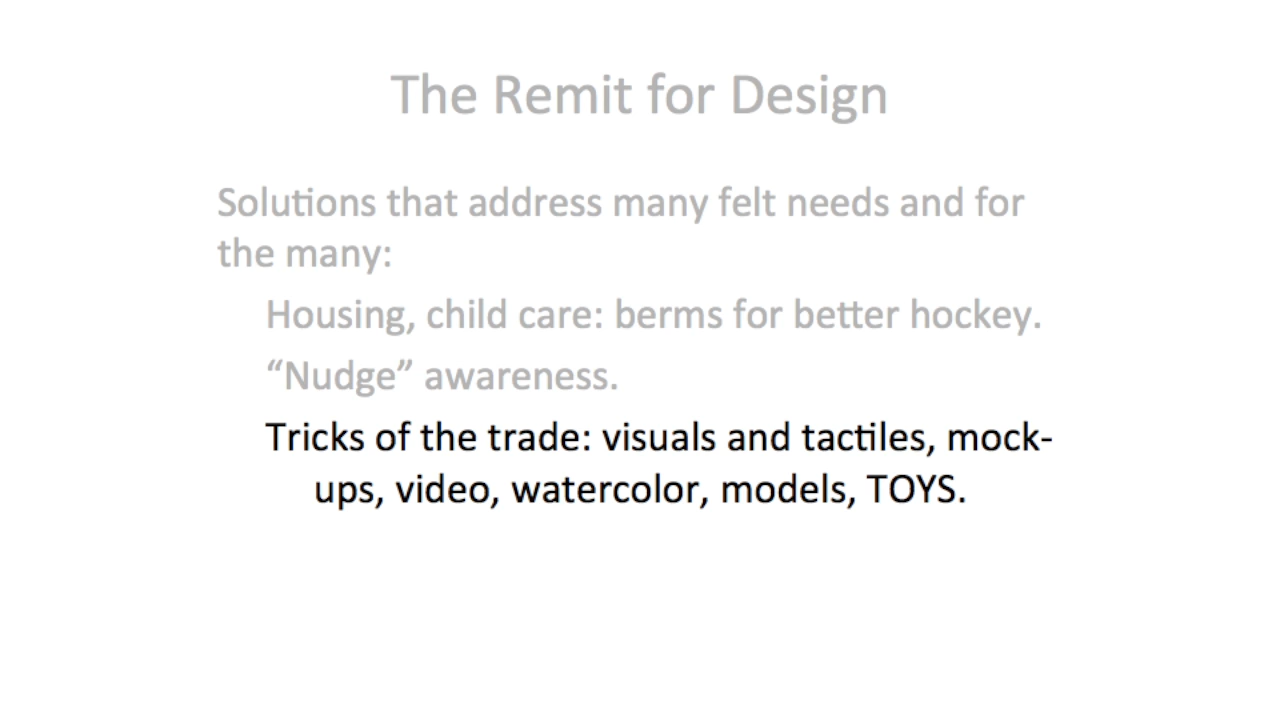 The Remit for Design
Solutions that address many felt needs and for
the many:
Housing, child care: berms for better hockey.
“Nudge” awareness.
Tricks of the trade: visuals and tactiles, mock-
ups, video, watercolor, models, TOYS.